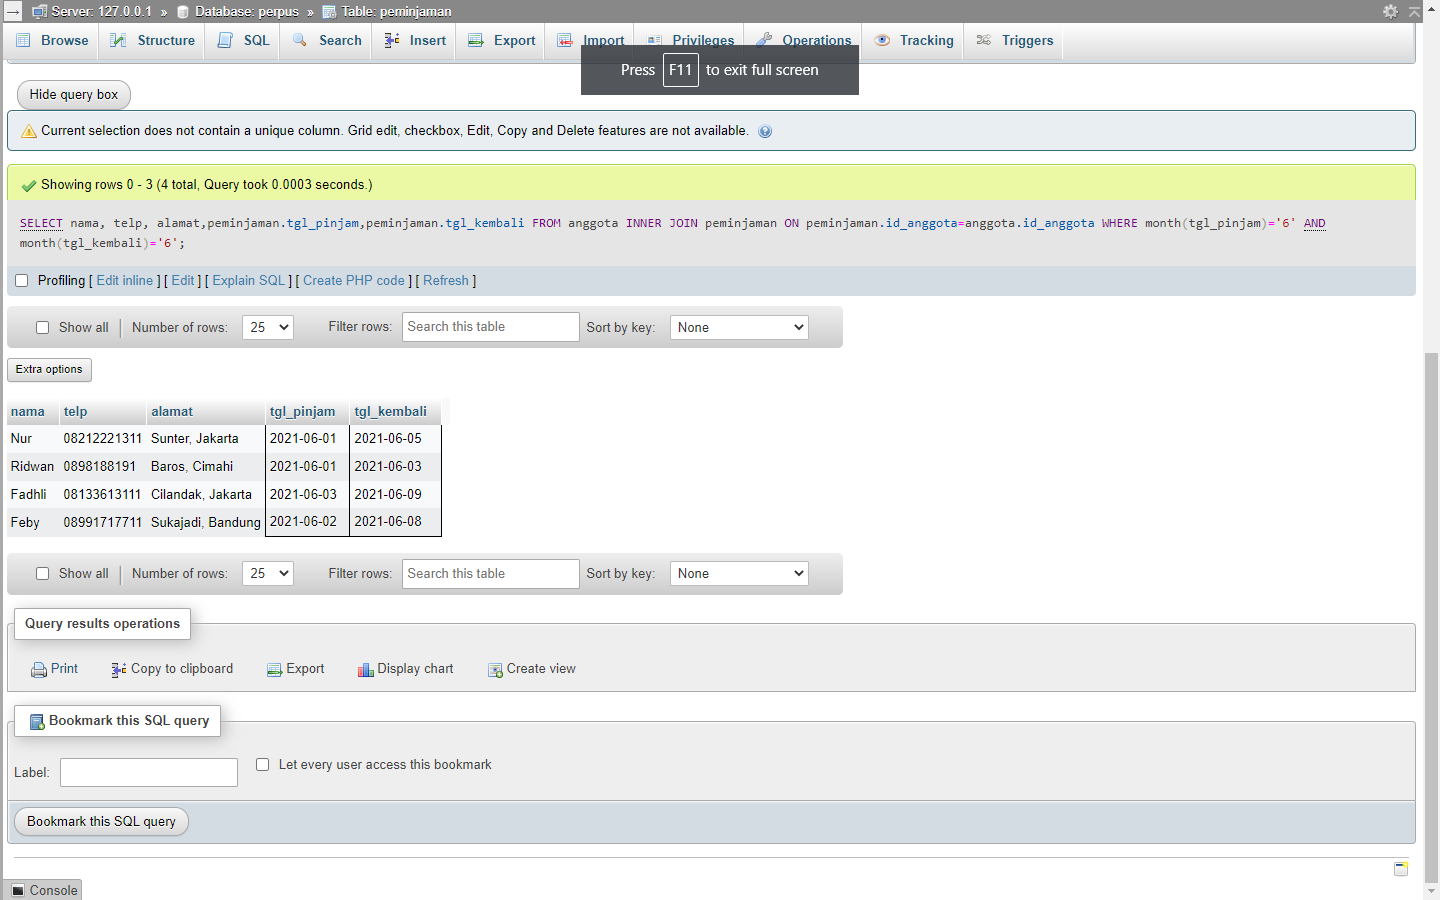 Server: 127.0.0.1 » Database: perpus » Table: peminjaman
Browse Structure SQL Search Insert Export Import Privileges Operations Tracking Triggers
Press F11 to exit full screen
Hide query box
Current selection does not contain a unique column. Grid edit, checkbox, Edit, Copy and Delete features are not available.
Showing rows 0 - 3 (4 total, Query took 0.0003 seconds.)
SELECT nama, telp, alamat,peminjaman.tgl_pinjam,peminjaman.tgl_kembali FROM anggota INNER JOIN peminjaman ON peminjaman.id_anggota=anggota.id_anggota WHERE month(tgl_pinjam)='6' AND
month(tgl_kembali)='6';
Profiling [ Edit inline ] [ Edit ] [ Explain SQL ] [ Create PHP code ] [ Refresh ]
Show all Number of rows: 25 Filter rows: Search this table Sort by key: None
Extra options
nama telp alamat tgl_pinjam tgl_kembali
Nur 08212221311 Sunter, Jakarta 2021-06-01 2021-06-05
Ridwan 0898188191 Baros, Cimahi 2021-06-01 2021-06-03
Fadhli 08133613111 Cilandak, Jakarta 2021-06-03 2021-06-09
Feby 08991717711 Sukajadi, Bandung 2021-06-02 2021-06-08
Show all Number of rows: 25 Filter rows: Search this table Sort by key: None
Query results operations
Print Copy to clipboard Export Display chart Create view
Bookmark this SQL query
Label: Let every user access this bookmark
Bookmark this SQL query
Console